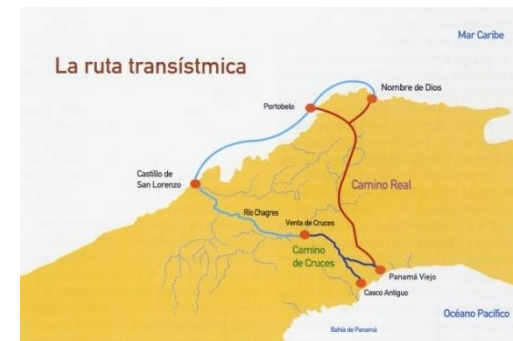 Mar Caribe
La ruta transístmica
Nombre de Dios
Portobelo
Castillo de
San Lorenzo
Camino Real
Río Chagres
Venta de Cruces
Camino
de Cruces
Panamá Viejo
Casco Antiguo
Océano Pacífico
Bahía de Panamá